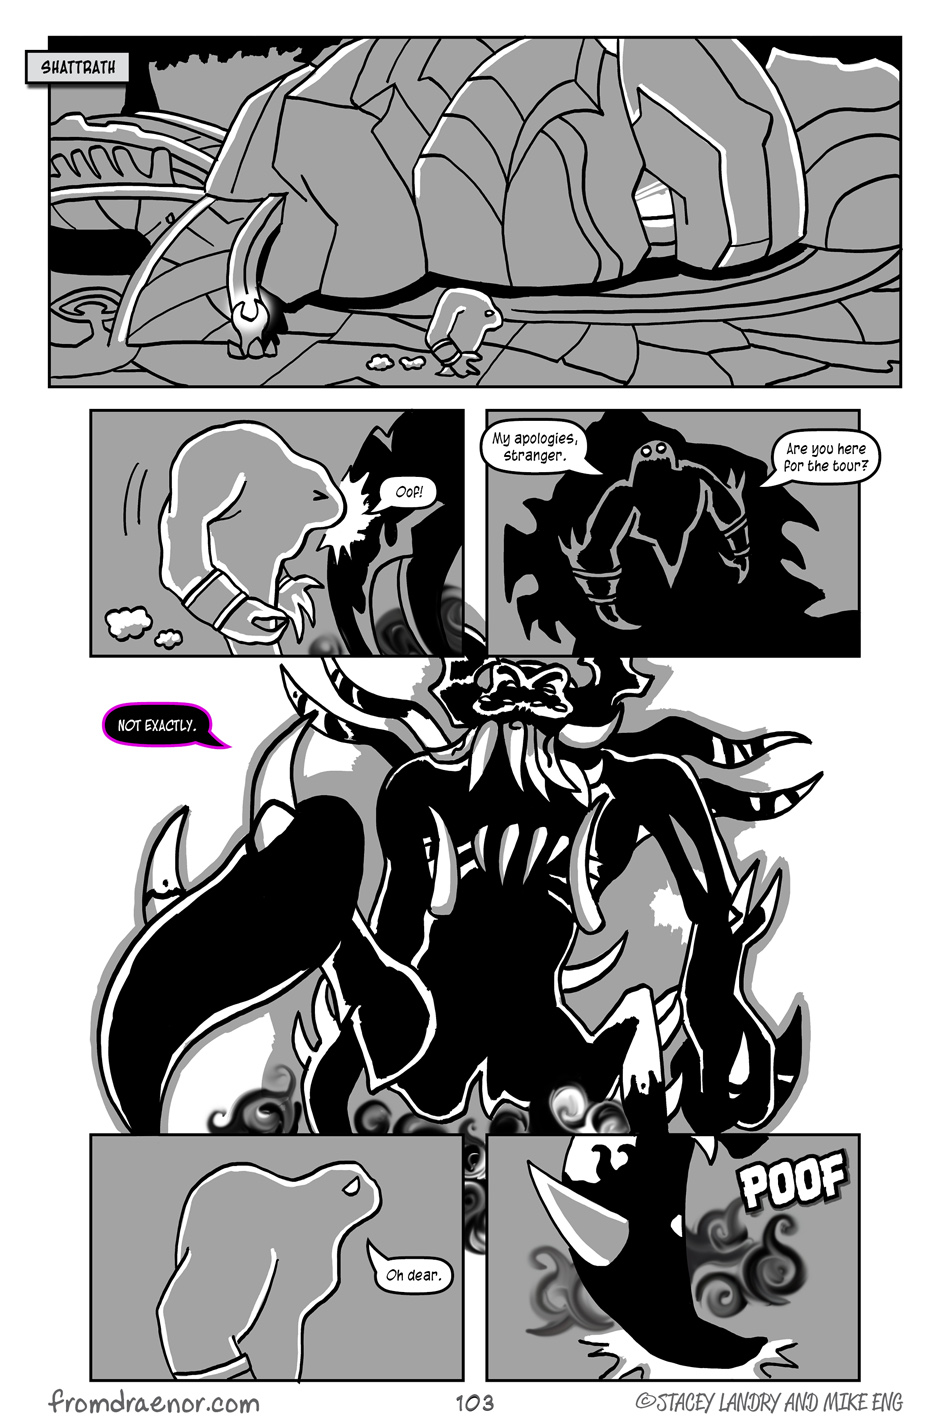 SHATTRATH
Oof!
My apologies,
stranger.
Are you here
for the tour?
NOT EXACTLY.
Oh dear.
POOF
fromdraenor.com
103
©STACEY LANDRY AND MIKE ENG